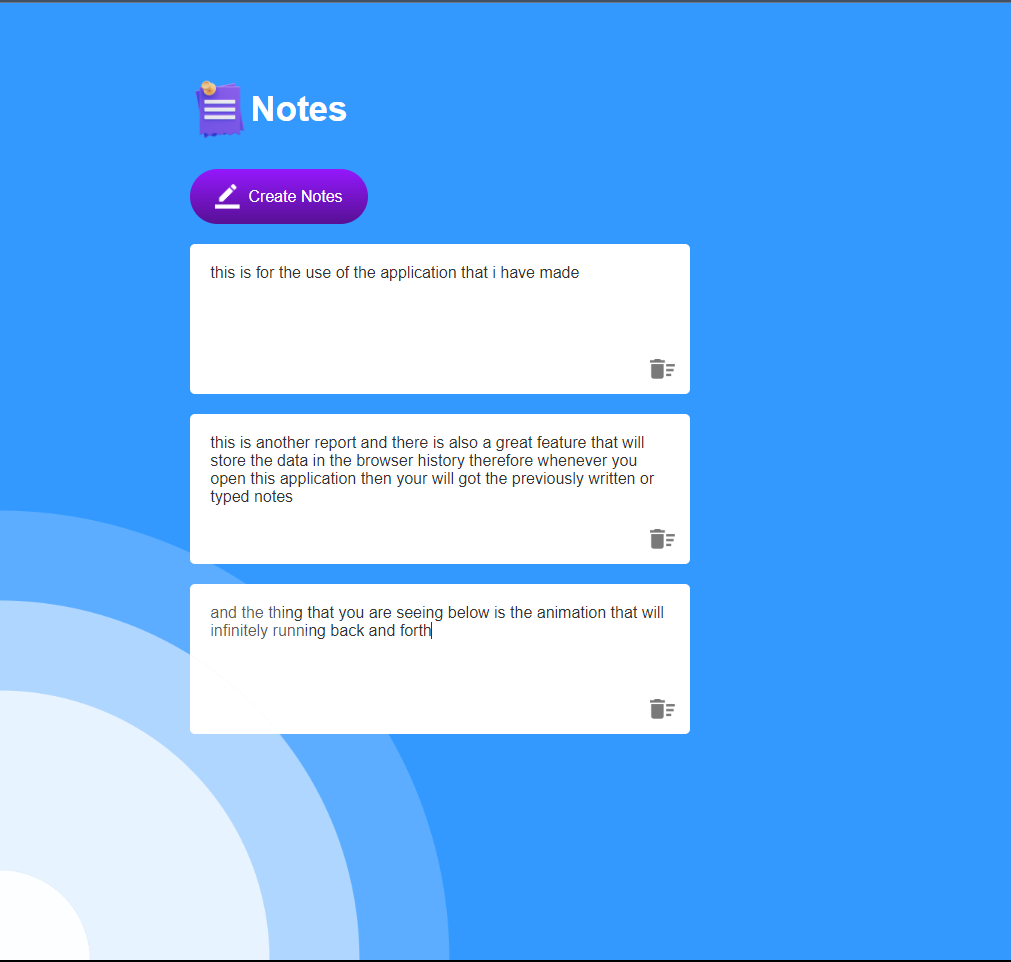 Notes
Create Notes
this is for the use of the application that i have made
this is another report and there is also a great feature that will
store the data in the browser history therefore whenever you
open this application then your will got the previously written or
typed notes
and the thing that you are seeing below is the animation that will
infinitely running back and forth